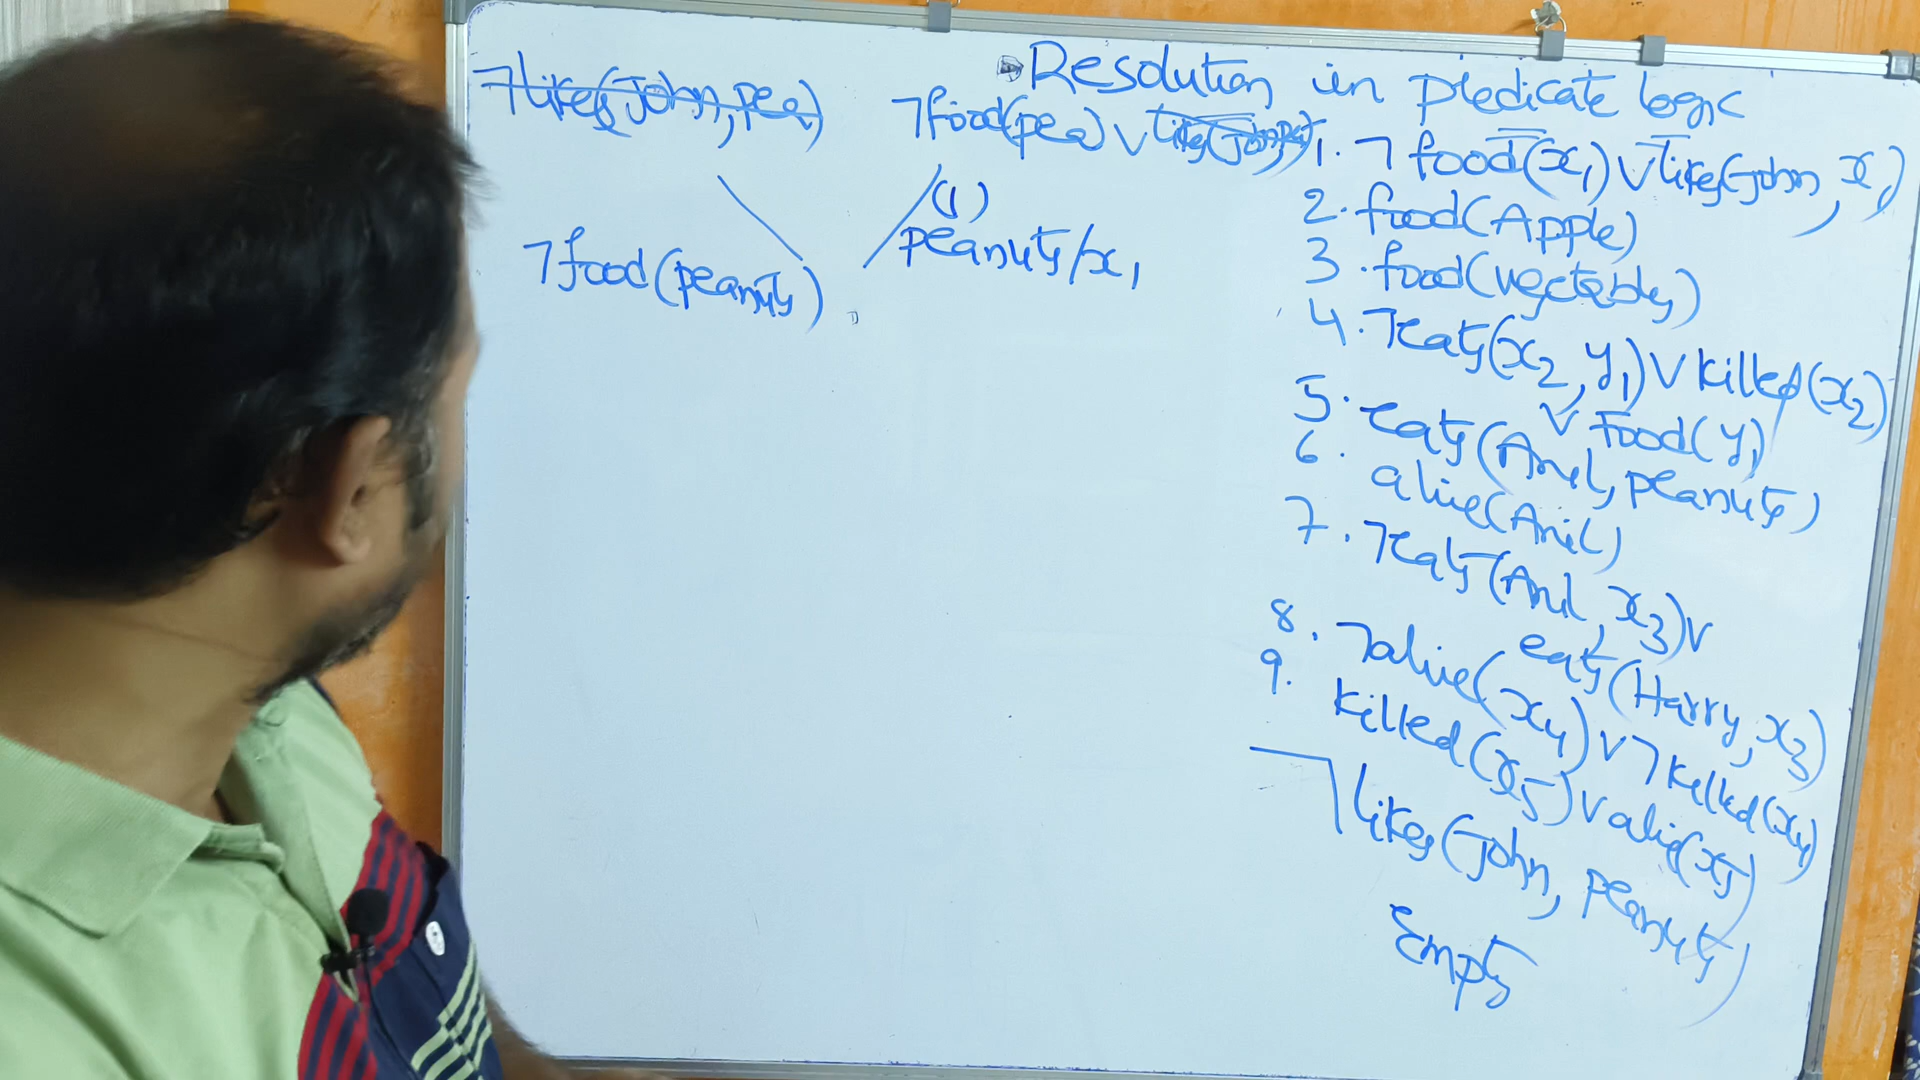 Resolution in predicate logic
¬likes(John, pea)
¬food(pea) ∨ likes(John, pe)
(1)
peanuts/x₁
¬food(peanuts)
1. ¬food(x₁) ∨ likes(john, x₁)
2. food(Apple)
3. food(vegetables)
4. ¬eats(x₂, y₁) ∨ killed(x₂)
∨ Food(y₁)
5. eats(Anil, peanuts)
6. alive(Anil)
7. ¬eats(Anil, x₃) ∨
eats(Harry, x₃)
8. ¬alive(x₄) ∨ ¬killed(x₄)
9. killed(x₅) ∨ alive(x₅)
¬likes(john, peanuts)
Empty